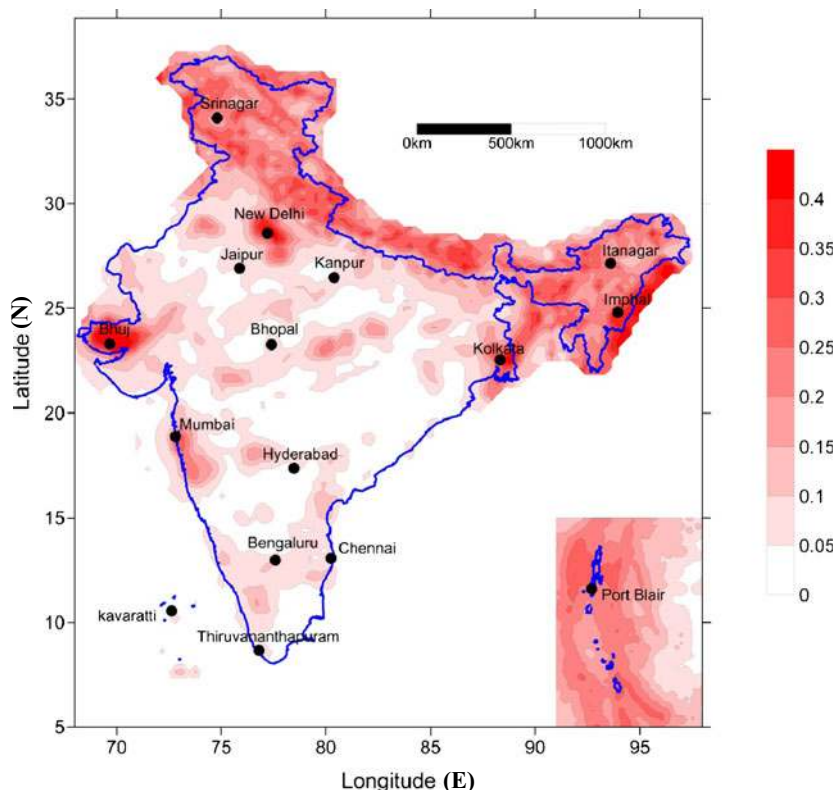 35
30
25
20
15
10
5
Latitude (N)
70
75
80
85
90
95
Longitude (E)
0km
500km
1000km
Srinagar
New Delhi
Jaipur
Kanpur
Itanagar
Imphal
Bhuj
Bhopal
Kolkata
Mumbai
Hyderabad
Bengaluru
Chennai
kavaratti
Thiruvananthapuram
Port Blair
0.4
0.35
0.3
0.25
0.2
0.15
0.1
0.05
0